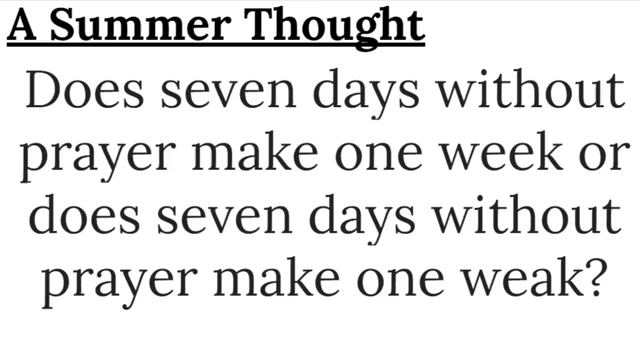 A Summer Thought
Does seven days without
prayer make one week or
does seven days without
prayer make one weak?